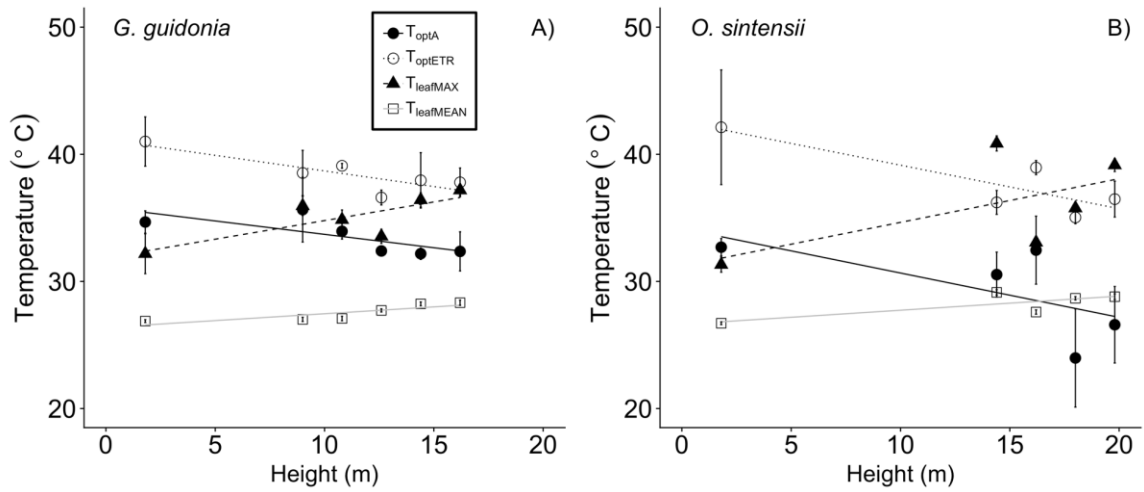 G. guidonia
A)
ToptA
ToptETR
TleafMAX
TleafMEAN
Temperature (° C)
50
40
30
20
0 5 10 15 20
Height (m)
O. sintensii
B)
Temperature (° C)
50
40
30
20
0 5 10 15 20
Height (m)